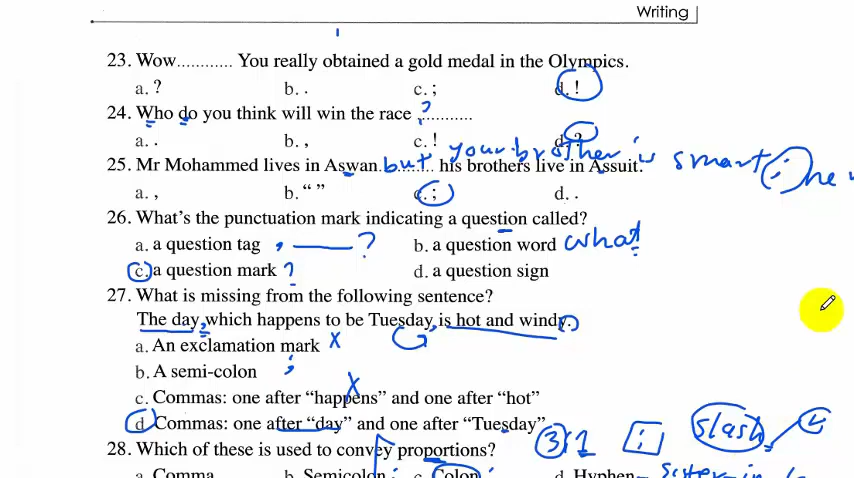 Writing
23. Wow............ You really obtained a gold medal in the Olympics.
a. ? b. . c. ; d. !
24. Who do you think will win the race ?...........
a. . b. , c. ! d. ?
your brother is smart ; he
25. Mr Mohammed lives in Aswan but his brothers live in Assuit.
a. , b. “ ” c. ; d. .
26. What's the punctuation mark indicating a question called?
a. a question tag , ? b. a question word what
c. a question mark ? d. a question sign
27. What is missing from the following sentence?
The day, which happens to be Tuesday, is hot and windy.
a. An exclamation mark x
b. A semi-colon ;
c. Commas: one after “happens” and one after “hot” x
d Commas: one after “day” and one after “Tuesday”
3:1 ; slash /
28. Which of these is used to convey proportions?
a. Comma b. Semicolon ; c. Colon : d. Hyphen - sister-in